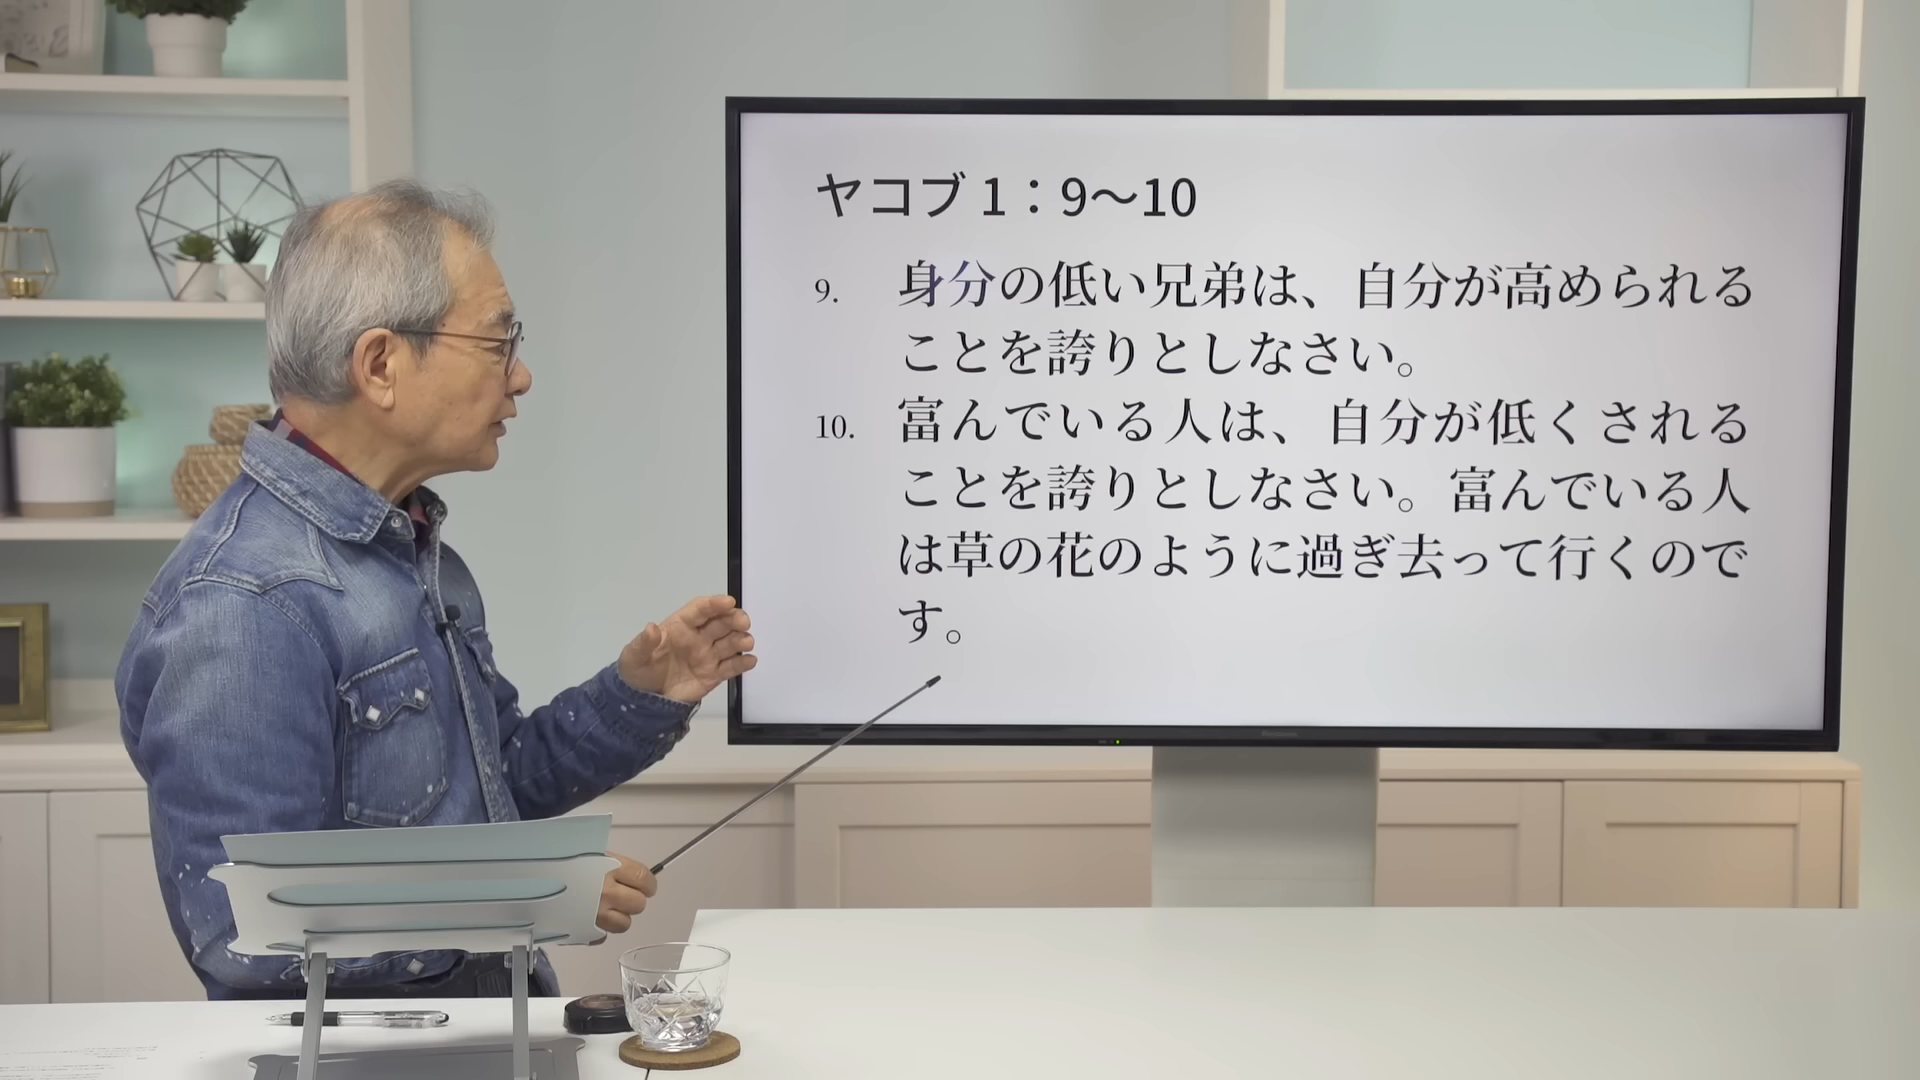 ヤコブ 1：9～10
9. 身分の低い兄弟は、自分が高められる
ことを誇りとしなさい。
10. 富んでいる人は、自分が低くされる
ことを誇りとしなさい。富んでいる人
は草の花のように過ぎ去って行くので
す。